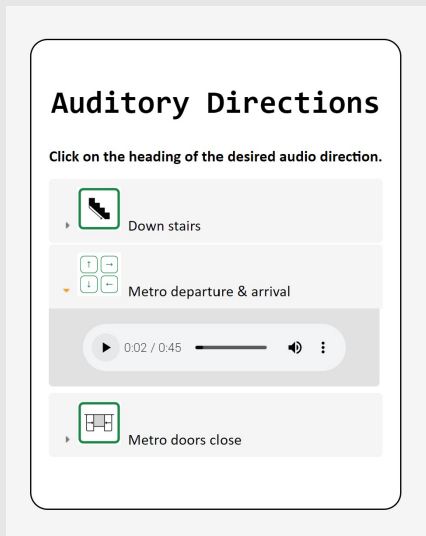 Auditory Directions
Click on the heading of the desired audio direction.
Down stairs
Metro departure & arrival
0:02 / 0:45
Metro doors close